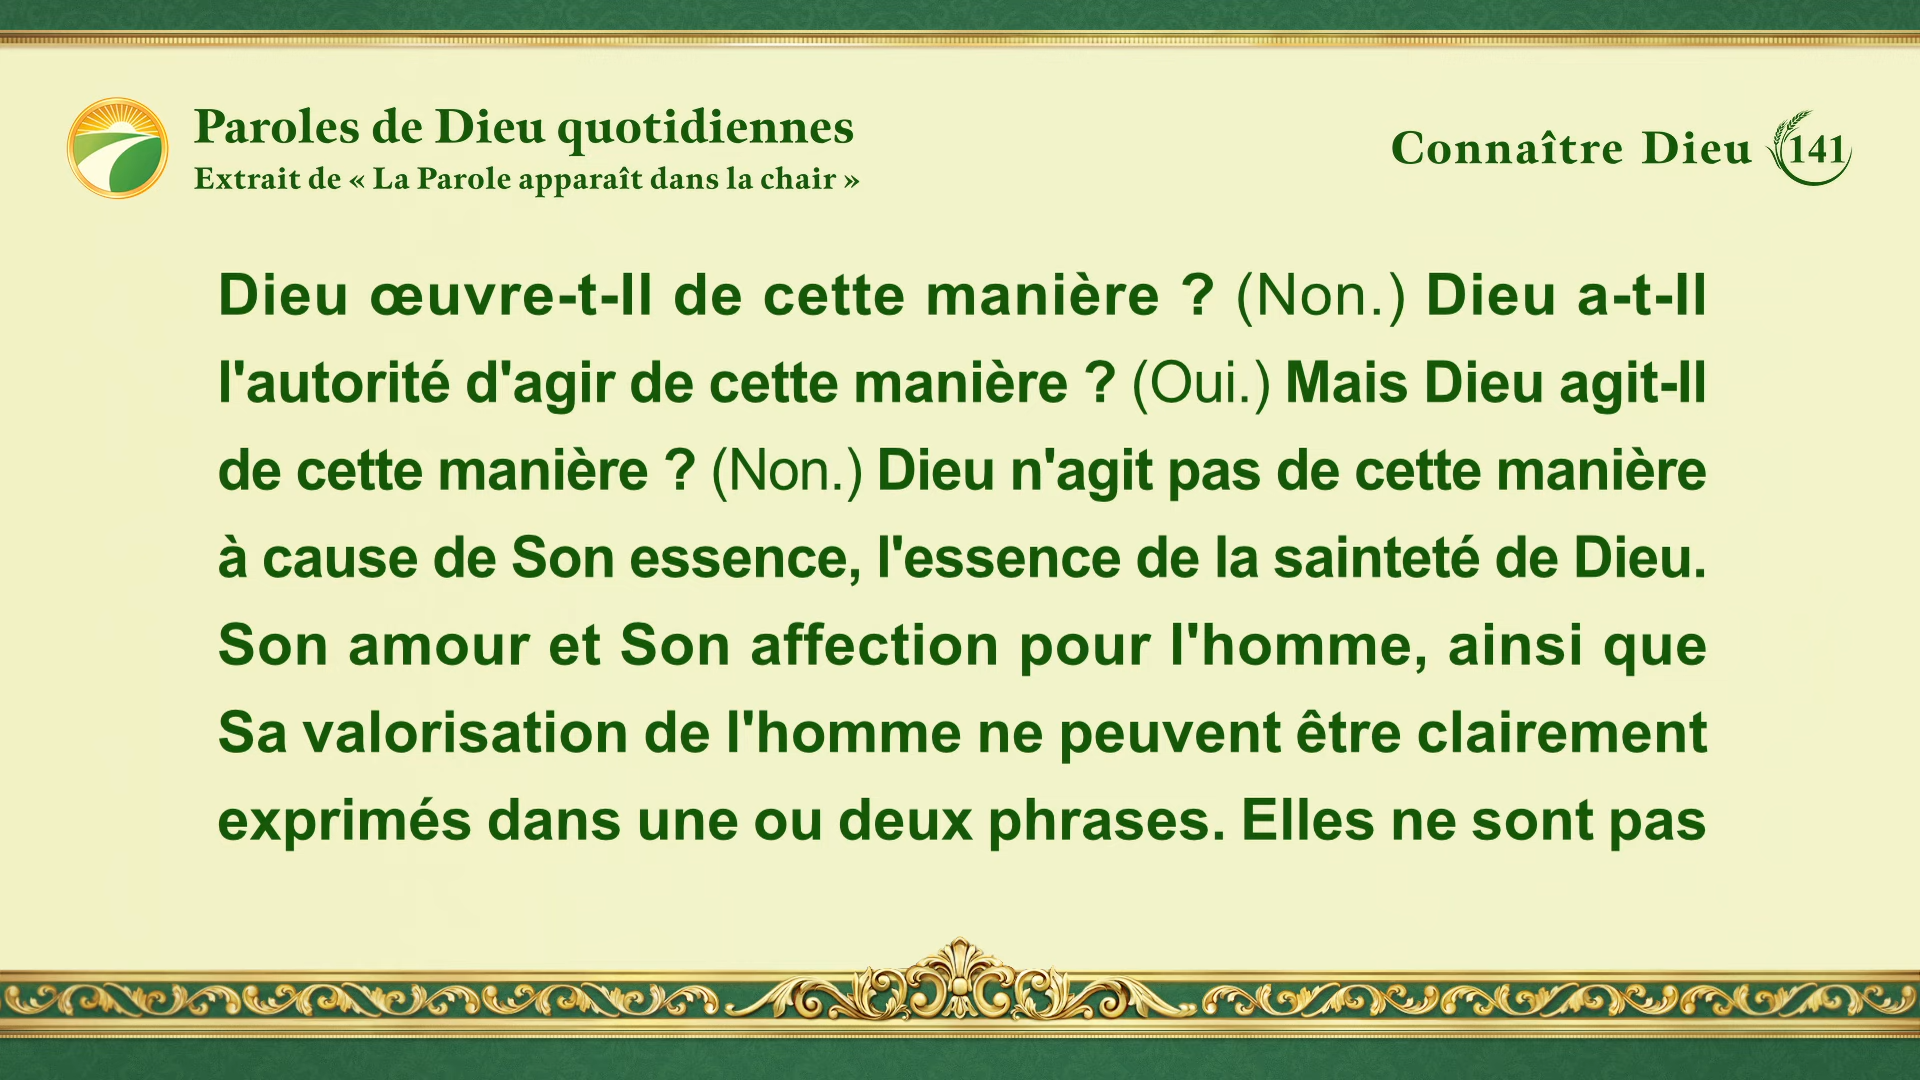 Paroles de Dieu quotidiennes
Extrait de « La Parole apparaît dans la chair »
Connaître Dieu 141
Dieu œuvre-t-Il de cette manière ? (Non.) Dieu a-t-Il
l'autorité d'agir de cette manière ? (Oui.) Mais Dieu agit-Il
de cette manière ? (Non.) Dieu n'agit pas de cette manière
à cause de Son essence, l'essence de la sainteté de Dieu.
Son amour et Son affection pour l'homme, ainsi que
Sa valorisation de l'homme ne peuvent être clairement
exprimés dans une ou deux phrases. Elles ne sont pas